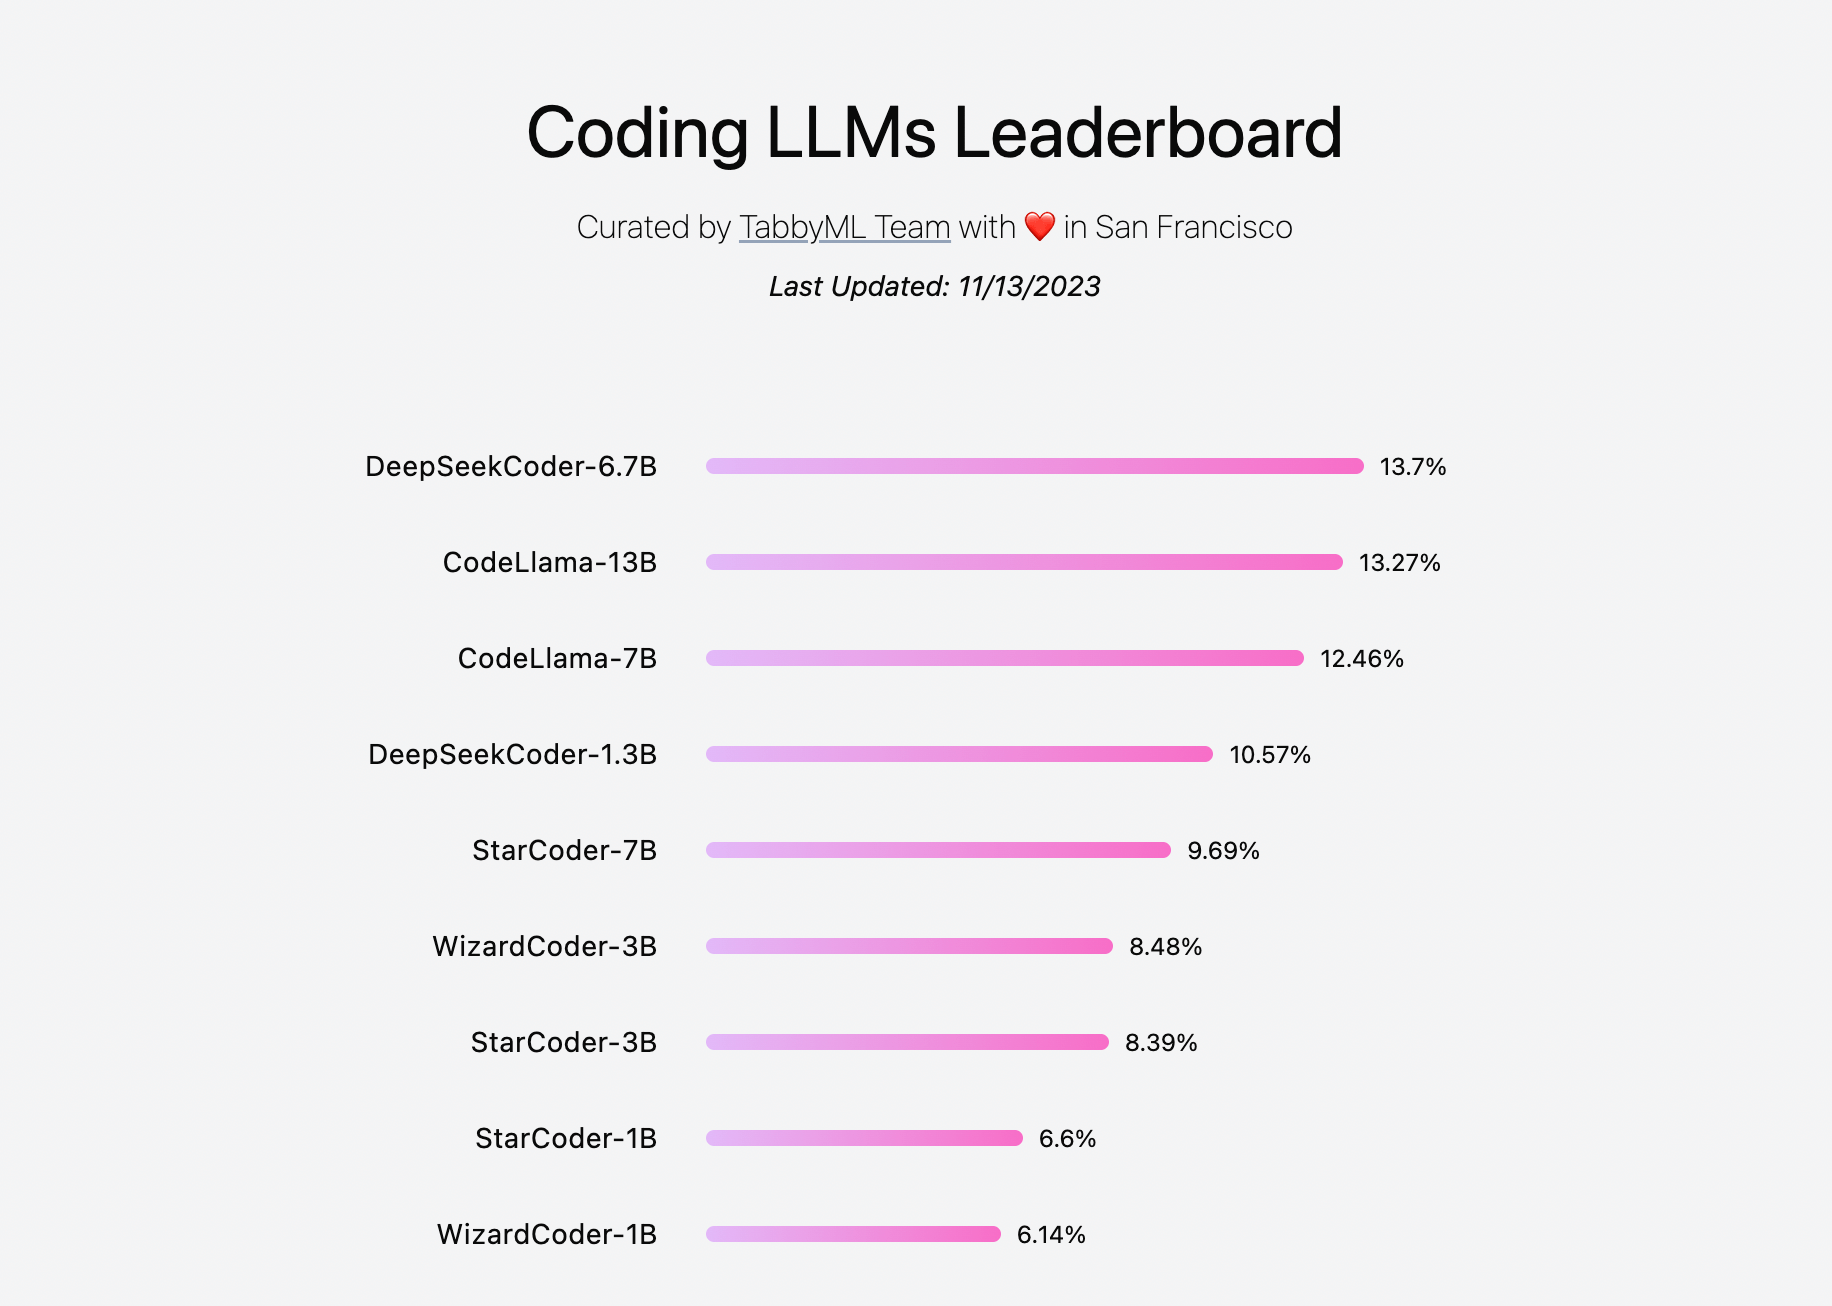 Coding LLMs Leaderboard
Curated by TabbyML Team with ❤️ in San Francisco
Last Updated: 11/13/2023
DeepSeekCoder-6.7B 13.7%
CodeLlama-13B 13.27%
CodeLlama-7B 12.46%
DeepSeekCoder-1.3B 10.57%
StarCoder-7B 9.69%
WizardCoder-3B 8.48%
StarCoder-3B 8.39%
StarCoder-1B 6.6%
WizardCoder-1B 6.14%